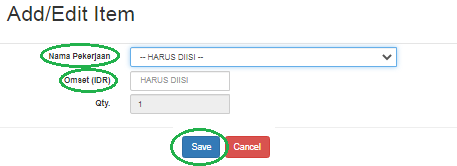 Add/Edit Item
Nama Pekerjaan -- HARUS DIISI --
Omset (IDR) HARUS DIISI
Qty. 1
Save Cancel